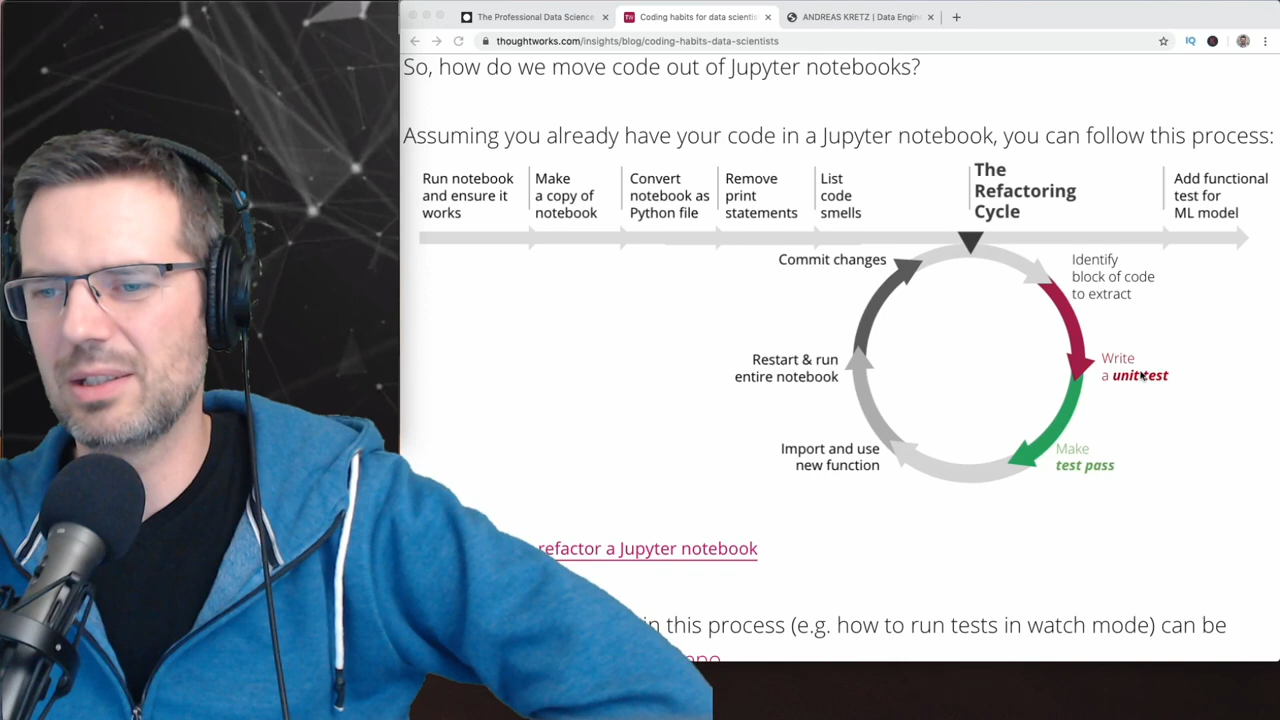 The Professional Data Science
Coding habits for data scientis
ANDREAS KRETZ | Data Engin
thoughtworks.com/insights/blog/coding-habits-data-scientists
So, how do we move code out of Jupyter notebooks?
Assuming you already have your code in a Jupyter notebook, you can follow this process:
Run notebook
and ensure it
works
Make
a copy of
notebook
Convert
notebook as
Python file
Remove
print
statements
List
code
smells
The
Refactoring
Cycle
Add functional
test for
ML model
Commit changes
Identify
block of code
to extract
Restart & run
entire notebook
Write
a unit test
Import and use
new function
Make
test pass
refactor a Jupyter notebook
in this process (e.g. how to run tests in watch mode) can be